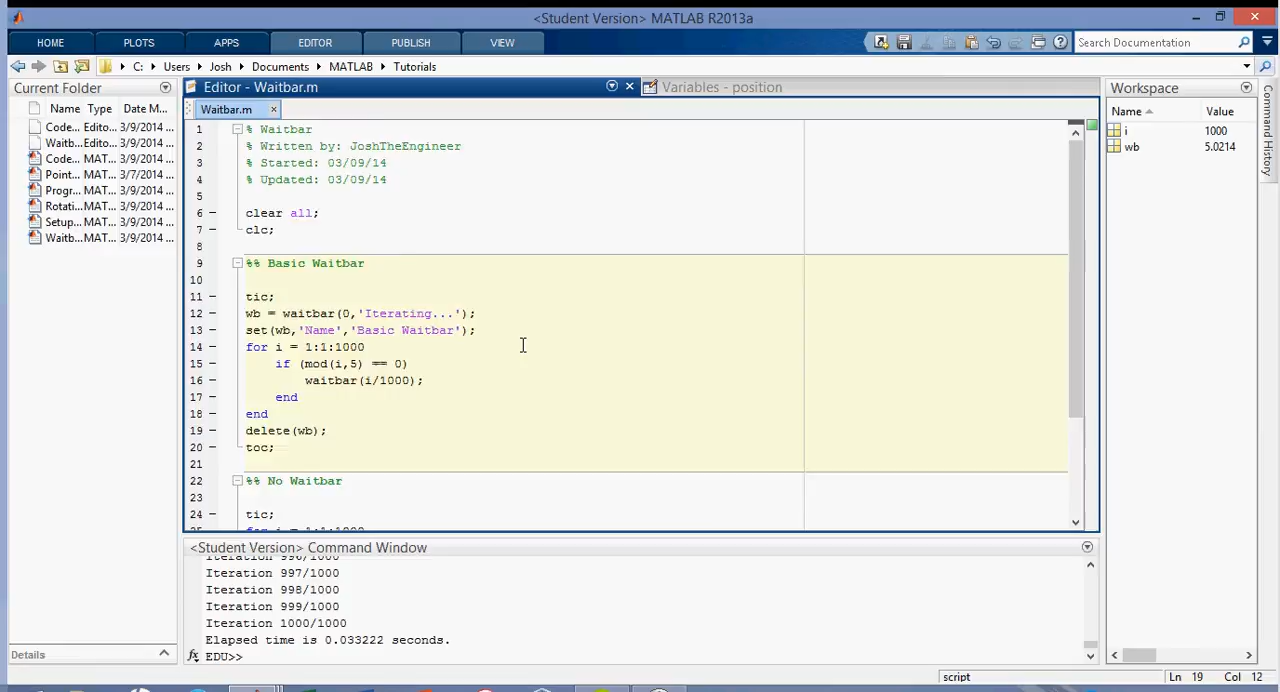 <Student Version> MATLAB R2013a
HOME PLOTS APPS EDITOR PUBLISH VIEW Search Documentation
C: Users Josh Documents MATLAB Tutorials
Current Folder
Name Type Date M...
Code... Edito... 3/9/2014 ...
Waitb... Edito... 3/9/2014 ...
Code... MAT... 3/9/2014 ...
Point... MAT... 3/7/2014 ...
Progr... MAT... 3/9/2014 ...
Rotati... MAT... 3/9/2014 ...
Setup... MAT... 3/9/2014 ...
Waitb... MAT... 3/9/2014 ...
Details
Editor - Waitbar.m
Variables - position
Waitbar.m
1 % Waitbar
2 % Written by: JoshTheEngineer
3 % Started: 03/09/14
4 % Updated: 03/09/14
5
6 clear all;
7 clc;
8
9 %% Basic Waitbar
10
11 tic;
12 wb = waitbar(0,'Iterating...');
13 set(wb,'Name','Basic Waitbar');
14 for i = 1:1:1000
15 if (mod(i,5) == 0)
16 waitbar(i/1000);
17 end
18 end
19 delete(wb);
20 toc;
21
22 %% No Waitbar
23
24 tic;
25 for i = 1:1:1000
<Student Version> Command Window
Iteration 996/1000
Iteration 997/1000
Iteration 998/1000
Iteration 999/1000
Iteration 1000/1000
Elapsed time is 0.033222 seconds.
fx EDU>>
Workspace
Name Value
i 1000
wb 5.0214
Command History
script Ln 19 Col 12